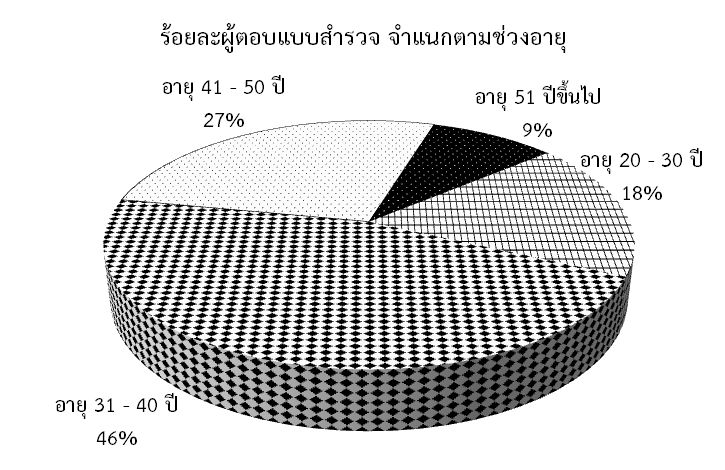 ร้อยละผู้ตอบแบบสำรวจ จำแนกตามช่วงอายุ
อายุ 41 - 50 ปี
27%
อายุ 51 ปีขึ้นไป
9%
อายุ 20 - 30 ปี
18%
อายุ 31 - 40 ปี
46%